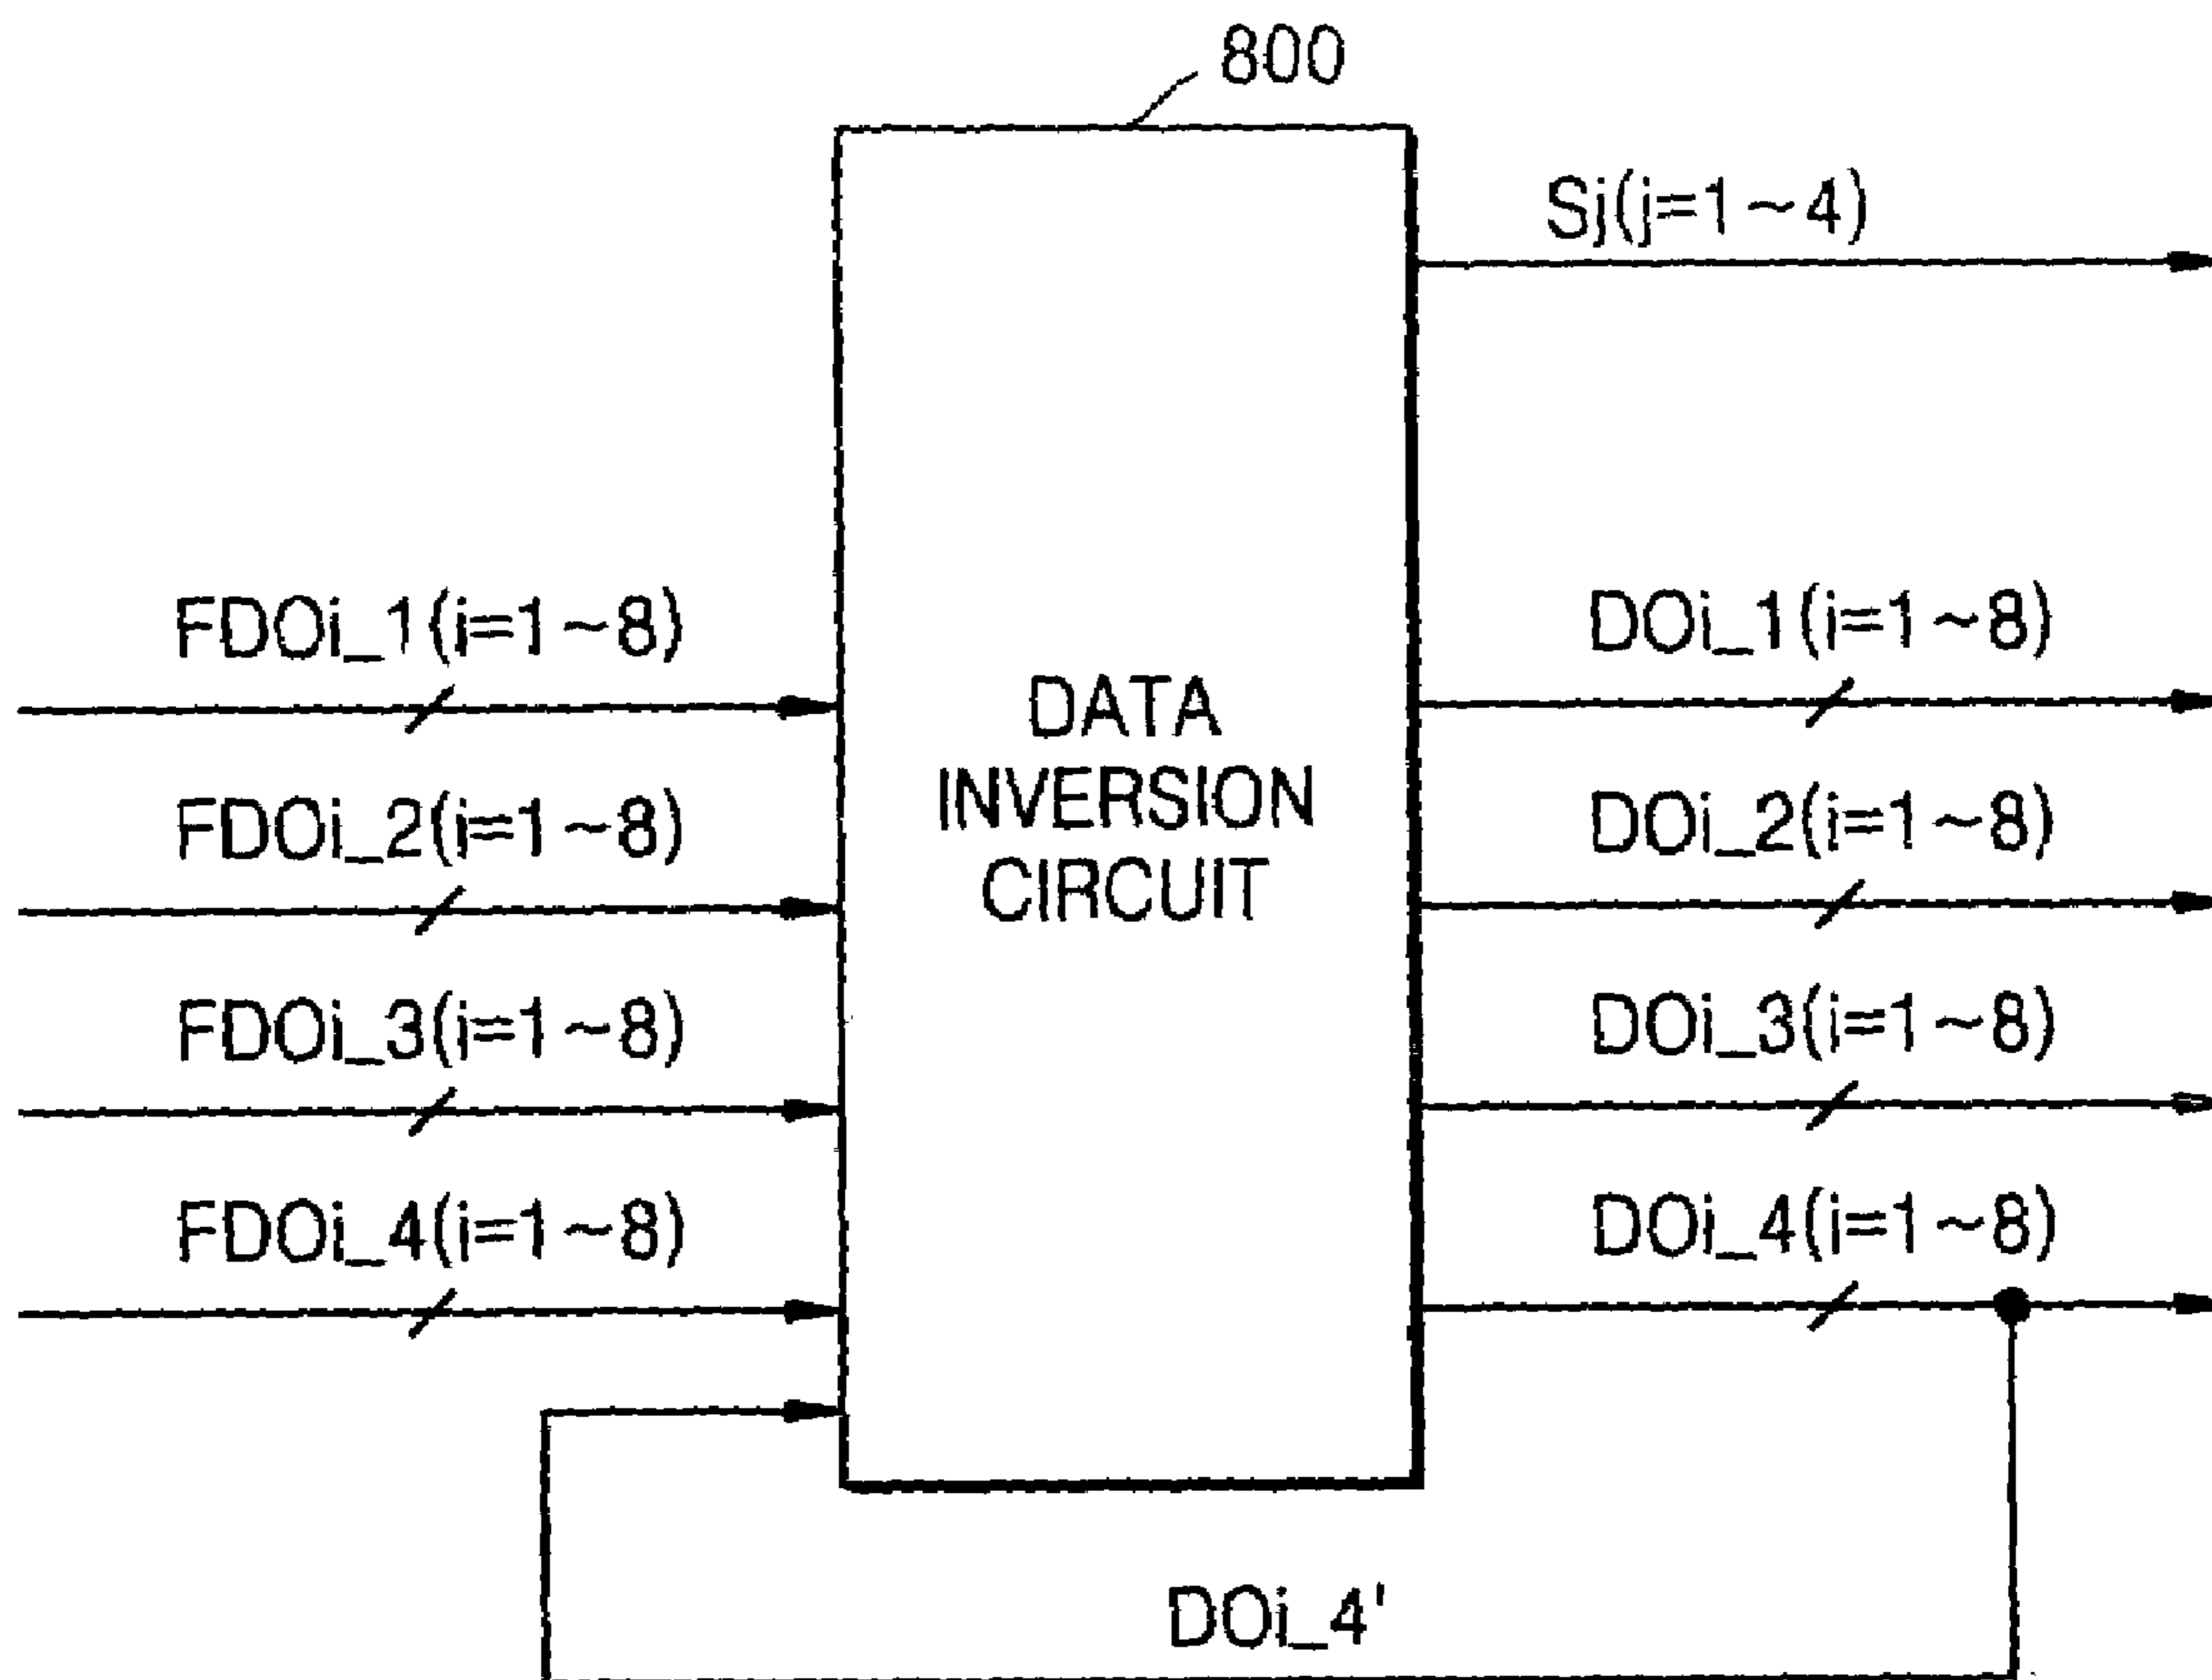 800
Sj(j=1~4)
FDOi_1(i=1~8)
DOi_1(i=1~8)
DATA
INVERSION
CIRCUIT
FDOi_2(i=1~8)
DOi_2(i=1~8)
FDOi_3(i=1~8)
DOi_3(i=1~8)
FDOi_4(i=1~8)
DOi_4(i=1~8)
DOi_4'